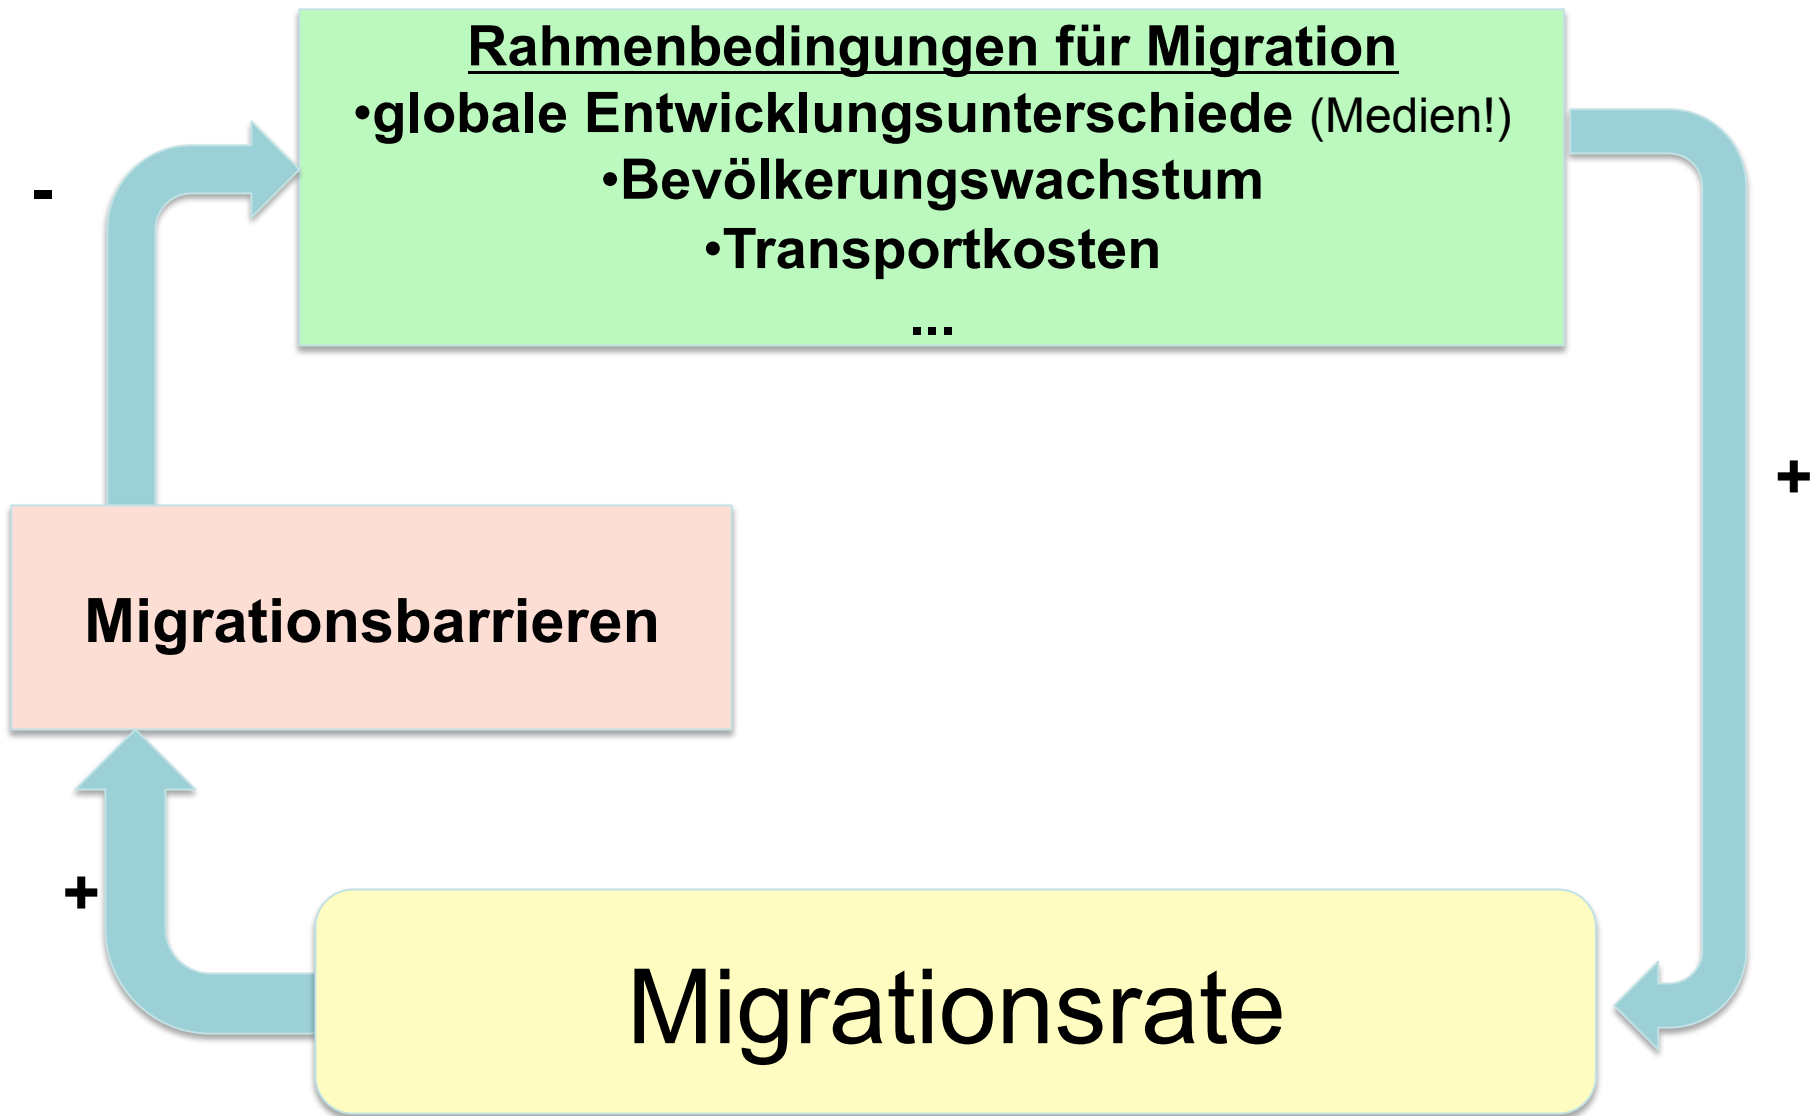 Rahmenbedingungen für Migration
•globale Entwicklungsunterschiede (Medien!)
•Bevölkerungswachstum
•Transportkosten
...
-
+
Migrationsbarrieren
+
Migrationsrate